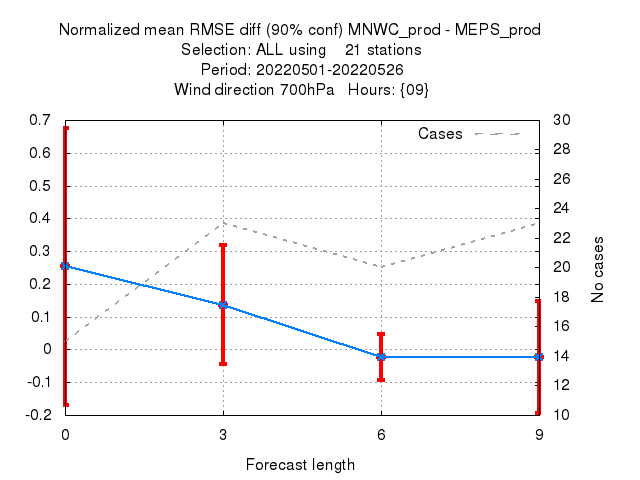 Normalized mean RMSE diff (90% conf) MNWC_prod - MEPS_prod
Selection: ALL using 21 stations
Period: 20220501-20220526
Wind direction 700hPa Hours: {09}
Cases
0.7
0.6
0.5
0.4
0.3
0.2
0.1
0
-0.1
-0.2
30
28
26
24
22
20
18
16
14
12
10
No cases
0 3 6 9
Forecast length